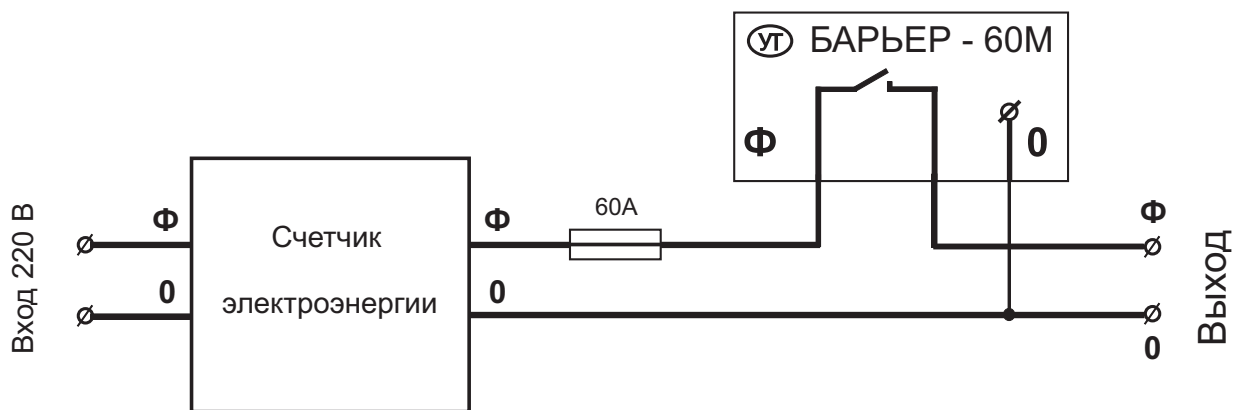 УТ БАРЬЕР - 60М
Ф
0
Вход 220 В
Ф
0
Счетчик
электроэнергии
Ф
0
60А
Ф
0
Выход